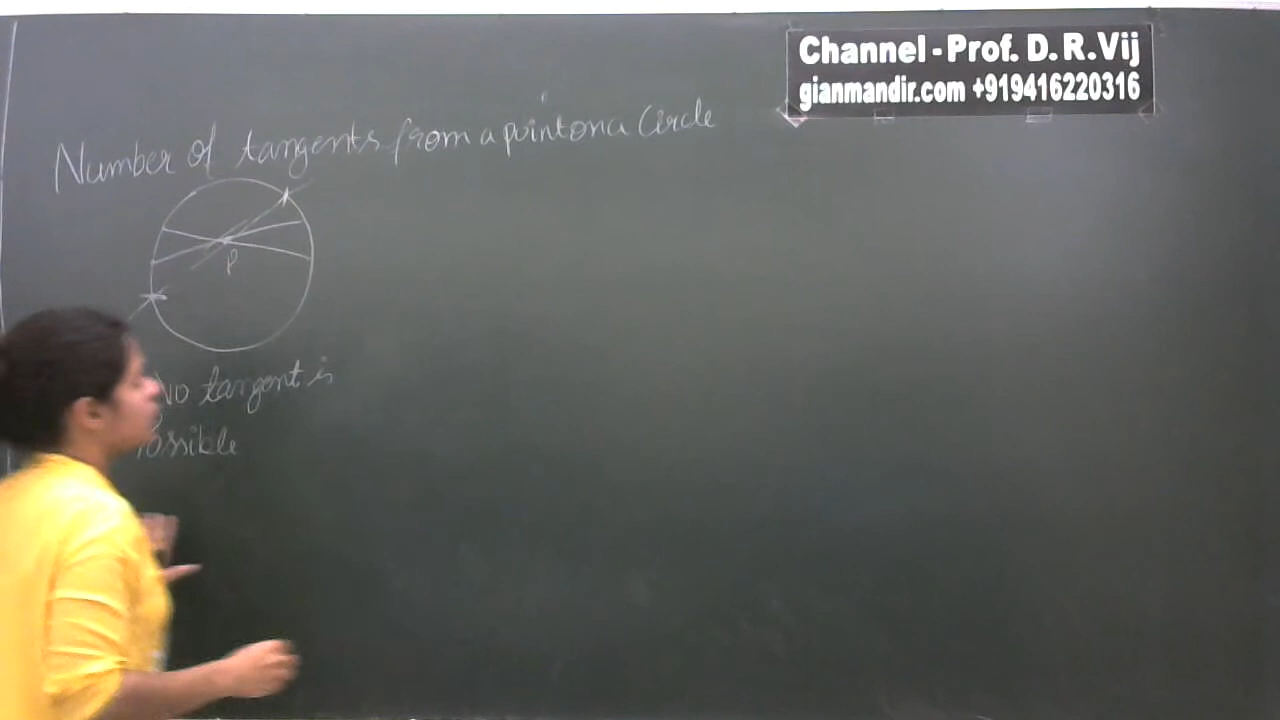 Channel - Prof. D. R. Vij
gianmandir.com +919416220316
Number of tangents from a point on a Circle
P
No tangent is
Possible